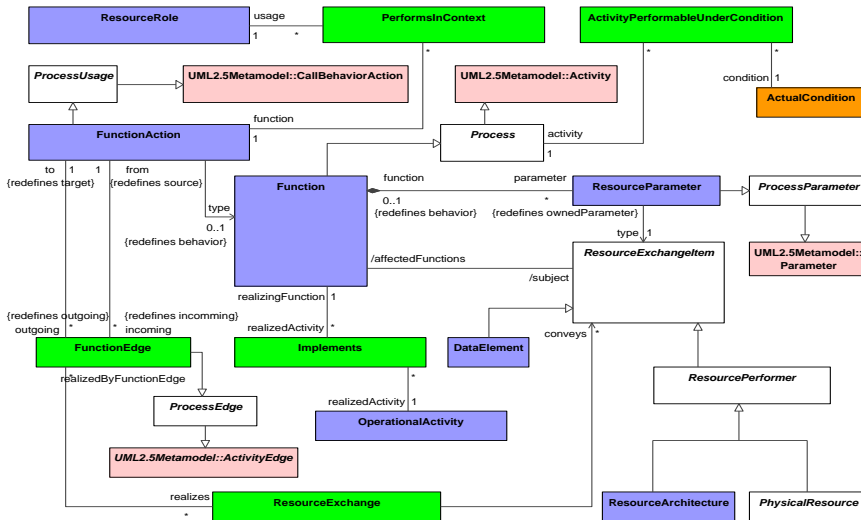 ResourceRole
usage
1
*
PerformsInContext
*
ActivityPerformableUnderCondition
*
*
condition
1
ActualCondition
ProcessUsage
UML2.5Metamodel::CallBehaviorAction
UML2.5Metamodel::Activity
function
1
FunctionAction
Process
activity
1
to
1
1
from
{redefines target}
{redefines source}
type
0..1
{redefines behavior}
Function
function
0..1
{redefines behavior}
parameter
*
{redefines ownedParameter}
ResourceParameter
ProcessParameter
type
1
UML2.5Metamodel::
Parameter
ResourceExchangeItem
/affectedFunctions
/subject
realizingFunction
1
{redefines outgoing}
outgoing
*
{redefines incomming}
*
incoming
realizedActivity
*
conveys
*
FunctionEdge
Implements
DataElement
realizedByFunctionEdge
*
*
ResourcePerformer
ProcessEdge
realizedActivity
1
OperationalActivity
UML2.5Metamodel::ActivityEdge
realizes
*
ResourceExchange
ResourceArchitecture
PhysicalResource